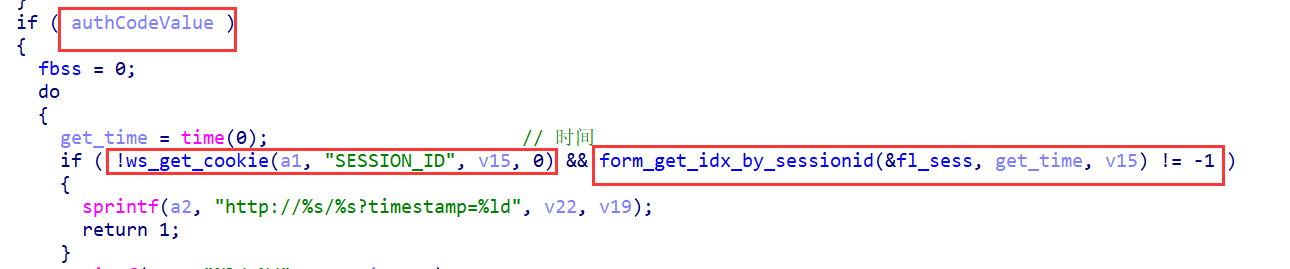 }
if ( authCodeValue )
{
fbss = 0;
do
{
get_time = time(0); // 时间
if ( !ws_get_cookie(a1, "SESSION_ID", v15, 0) && form_get_idx_by_sessionid(&fl_sess, get_time, v15) != -1 )
{
sprintf(a2, "http://%s/%s?timestamp=%ld", v22, v19);
return 1;
}